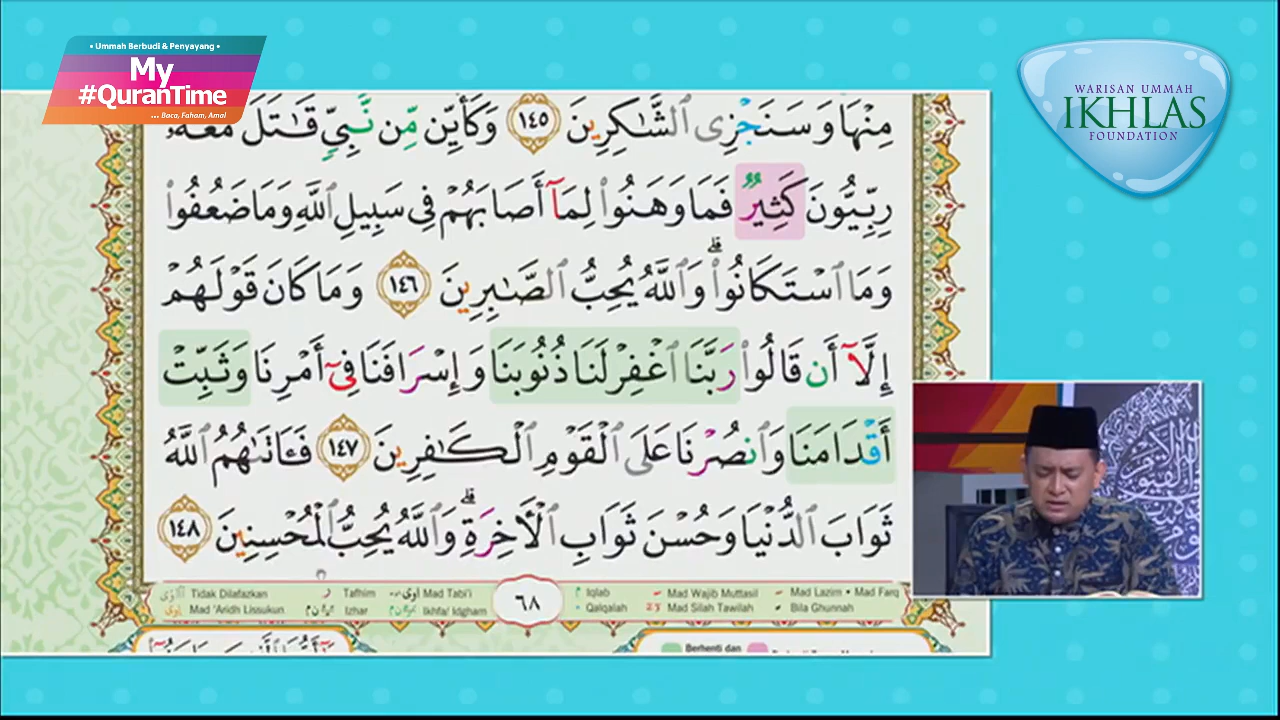 • Ummah Berbudi & Penyayang •
My
#QuranTime
... Baca, Faham, Amal
WARISAN UMMAH
IKHLAS
FOUNDATION
مِنْهَا وَسَنَجْزِى ٱلشَّـٰكِرِينَ ١٤٥ وَكَأَيِّن مِّن نَّبِىٍّ قَـٰتَلَ مَعَهُۥ
رِبِّيُّونَ كَثِيرٌ فَمَا وَهَنُوا۟ لِمَآ أَصَابَهُمْ فِى سَبِيلِ ٱللَّهِ وَمَا ضَعُفُوا۟
وَمَا ٱسْتَكَانُوا۟ ۗ وَٱللَّهُ يُحِبُّ ٱلصَّـٰبِرِينَ ١٤٦ وَمَا كَانَ قَوْلَهُمْ
إِلَّآ أَن قَالُوا۟ رَبَّنَا ٱغْفِرْ لَنَا ذُنُوبَنَا وَإِسْرَافَنَا فِىٓ أَمْرِنَا وَثَبِّتْ
أَقْدَامَنَا وَٱنصُرْنَا عَلَى ٱلْقَوْمِ ٱلْكَـٰفِرِينَ ١٤٧ فَـَٔاتَىٰهُمُ ٱللَّهُ
ثَوَابَ ٱلدُّنْيَا وَحُسْنَ ثَوَابِ ٱلْـَٔاخِرَةِ ۗ وَٱللَّهُ يُحِبُّ ٱلْمُحْسِنِينَ ١٤٨
Tidak Dilafazkan Tafhim Mad Tabi'i Iqlab Mad Wajib Muttasil Mad Lazim • Mad Farq
Mad 'Aridh Lissukun Izhar Ikhfa/ Idgham Qalqalah Mad Silah Tawilah Bila Ghunnah
٦٨
Berhenti dan